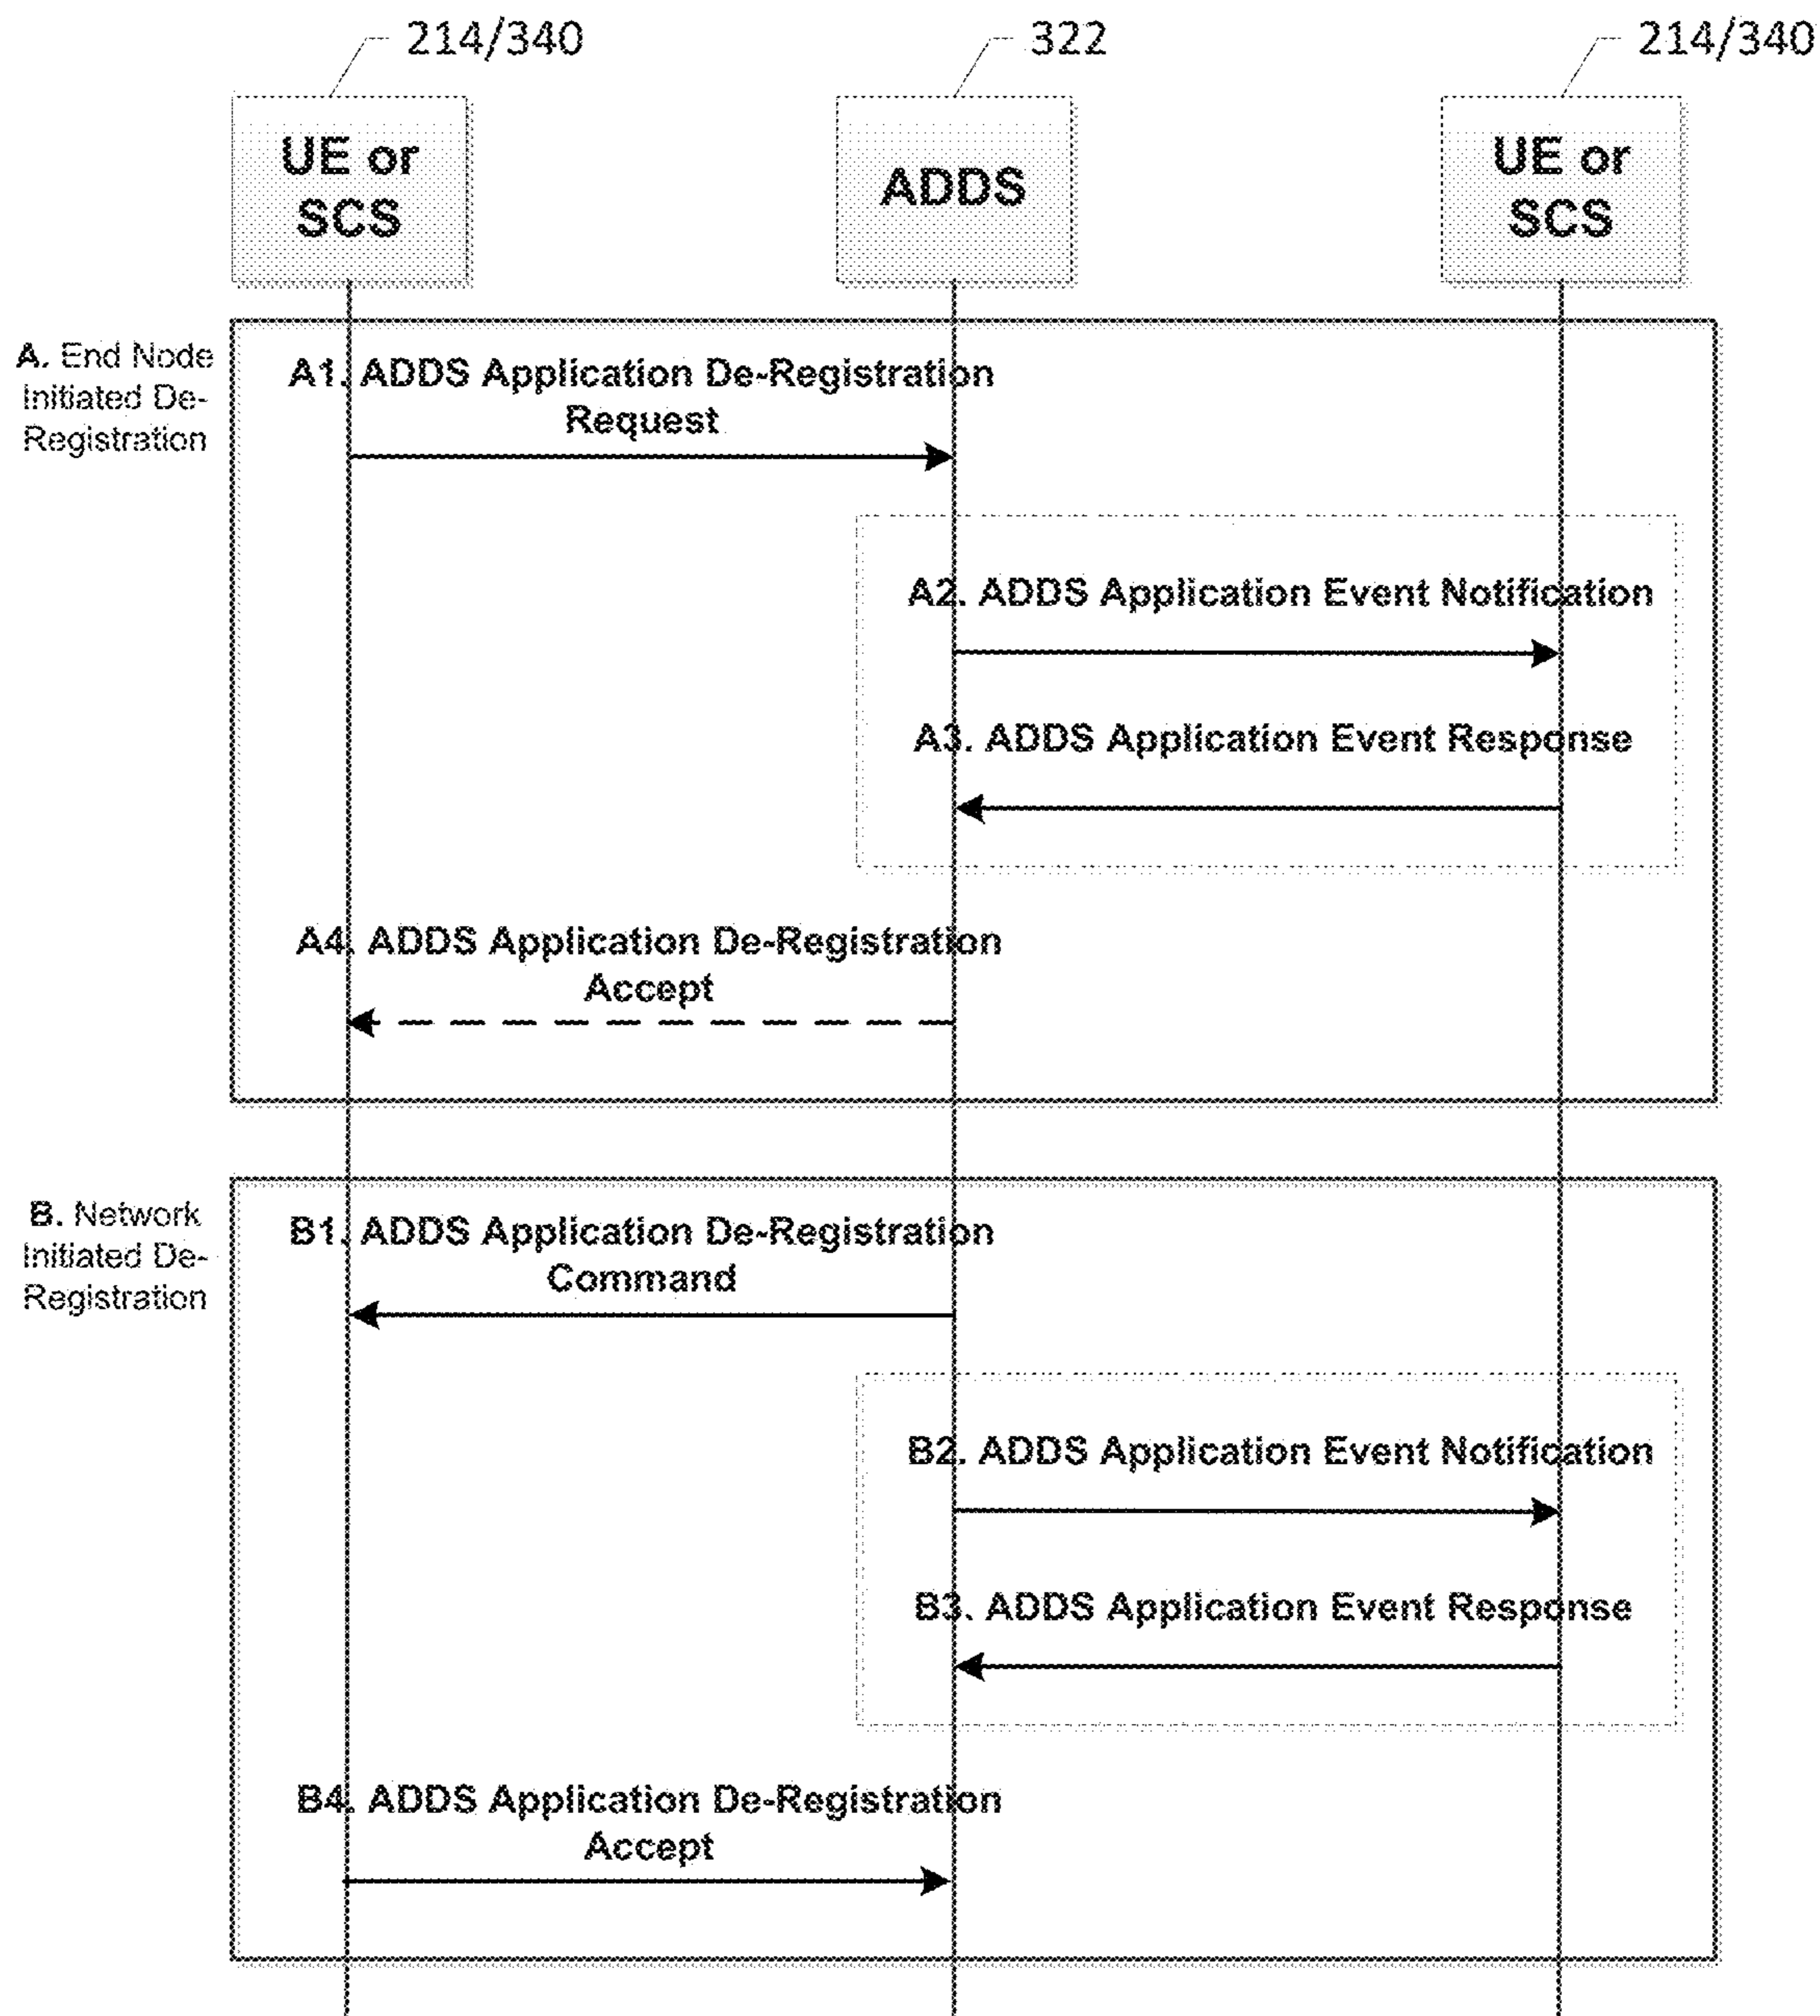 214/340
322
214/340
UE or
SCS
ADDS
UE or
SCS
A. End Node
Initiated De-
Registration
A1. ADDS Application De-Registration
Request
A2. ADDS Application Event Notification
A3. ADDS Application Event Response
A4. ADDS Application De-Registration
Accept
B. Network
Initiated De-
Registration
B1. ADDS Application De-Registration
Command
B2. ADDS Application Event Notification
B3. ADDS Application Event Response
B4. ADDS Application De-Registration
Accept